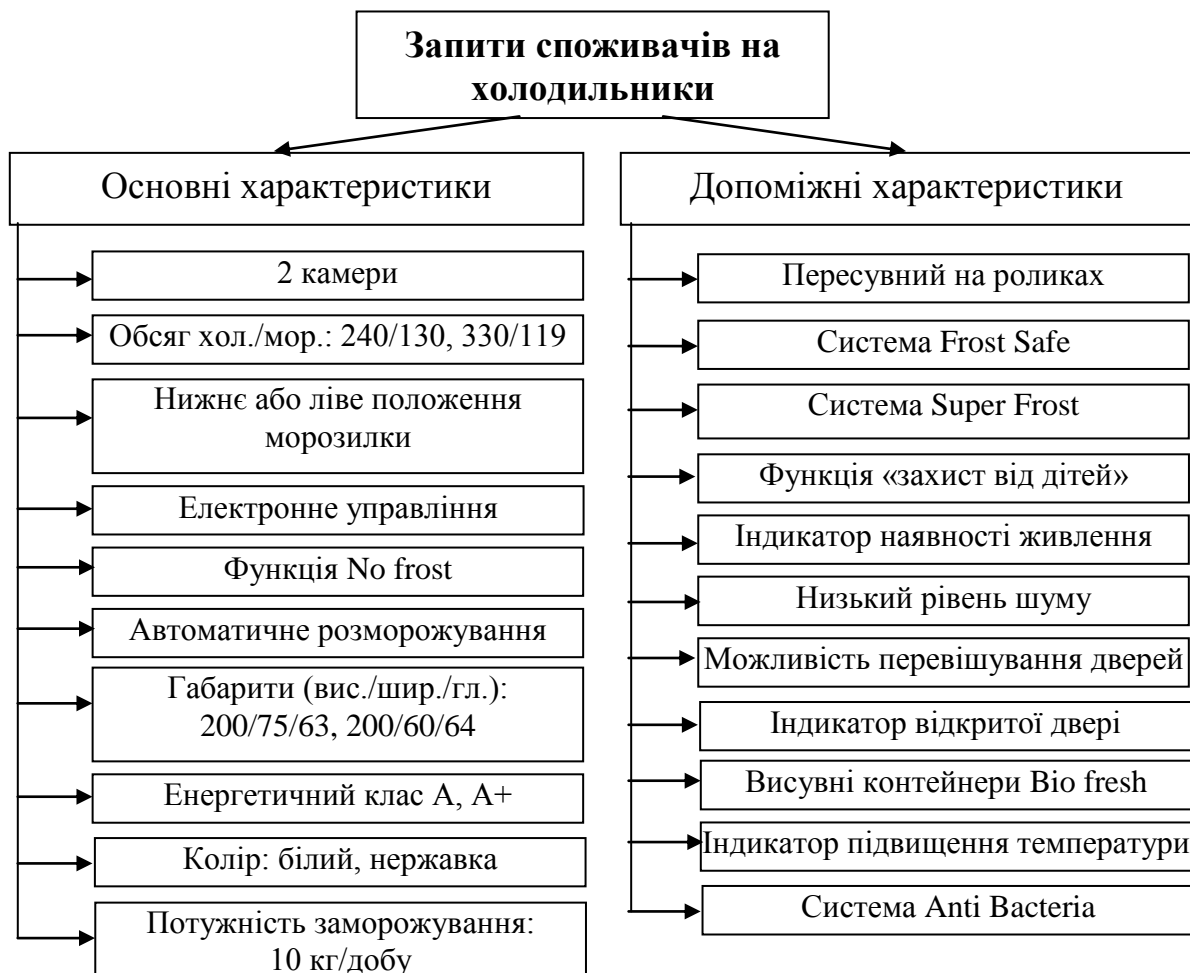 Запити споживачів на
холодильники
Основні характеристики
2 камери
Обсяг хол./мор.: 240/130, 330/119
Нижнє або ліве положення
морозилки
Електронне управління
Функція No frost
Автоматичне розморожування
Габарити (вис./шир./гл.):
200/75/63, 200/60/64
Енергетичний клас А, А+
Колір: білий, нержавка
Потужність заморожування:
10 кг/добу
Допоміжні характеристики
Пересувний на роликах
Система Frost Safe
Система Super Frost
Функція «захист від дітей»
Індикатор наявності живлення
Низький рівень шуму
Можливість перевішування дверей
Індикатор відкритої двері
Висувні контейнери Bio fresh
Індикатор підвищення температури
Система Anti Bacteria